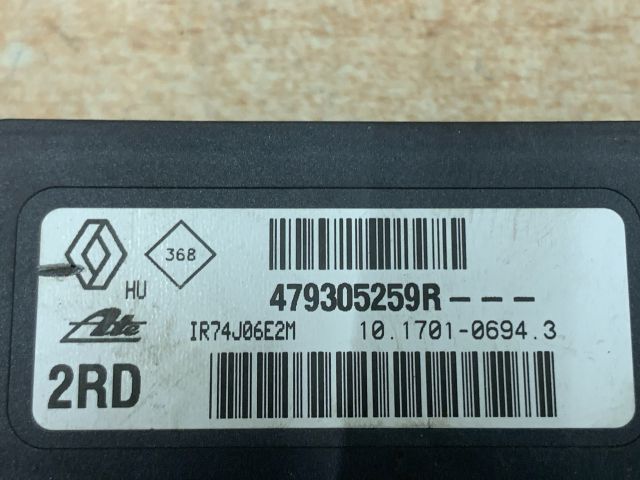 368
HU
479305259R---
Ate
IR74J06E2M 10.1701-0694.3
2RD